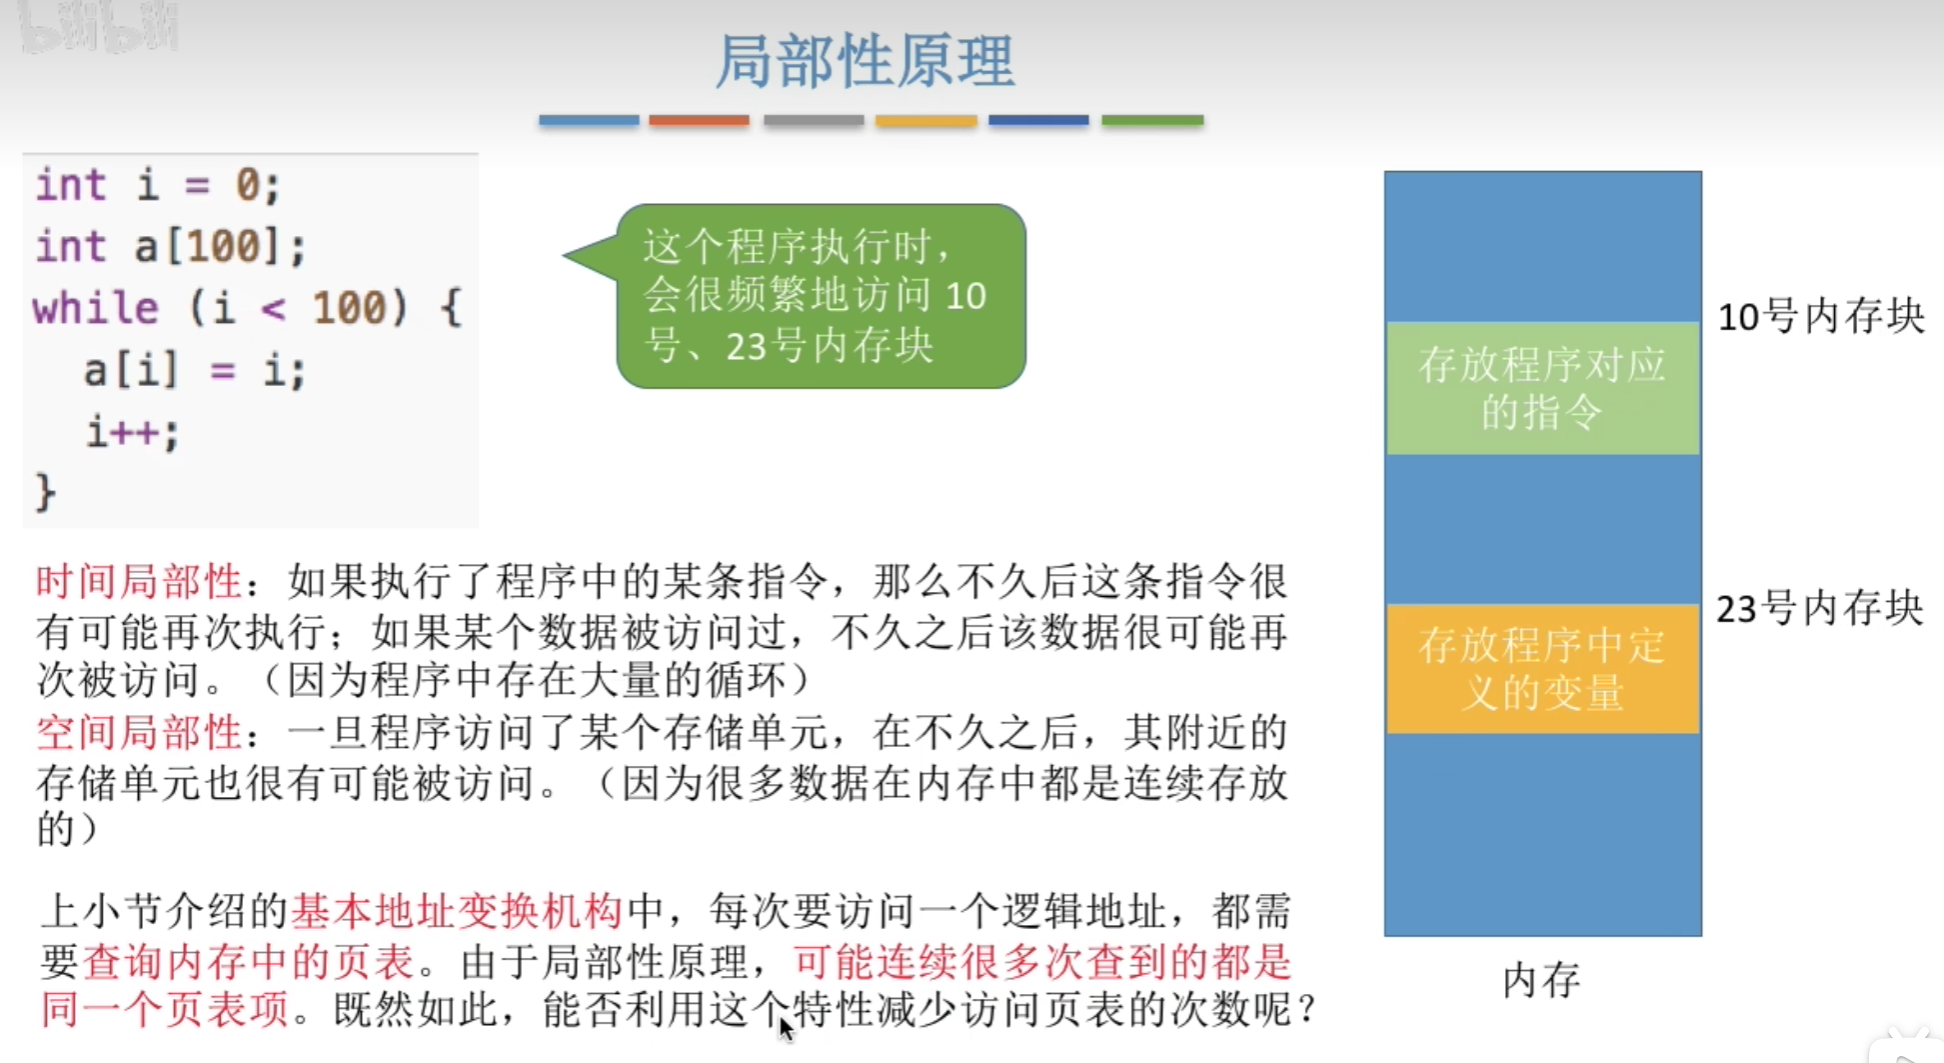 bilibili
局部性原理
int i = 0;
int a[100];
while (i < 100) {
a[i] = i;
i++;
}
这个程序执行时，
会很频繁地访问 10
号、23号内存块
10号内存块
存放程序对应
的指令
23号内存块
存放程序中定
义的变量
内存
时间局部性：如果执行了程序中的某条指令，那么不久后这条指令很
有可能再次执行；如果某个数据被访问过，不久之后该数据很可能再
次被访问。（因为程序中存在大量的循环）
空间局部性：一旦程序访问了某个存储单元，在不久之后，其附近的
存储单元也很有可能被访问。（因为很多数据在内存中都是连续存放
的）
上小节介绍的基本地址变换机构中，每次要访问一个逻辑地址，都需
要查询内存中的页表。由于局部性原理，可能连续很多次查到的都是
同一个页表项。既然如此，能否利用这个特性减少访问页表的次数呢？